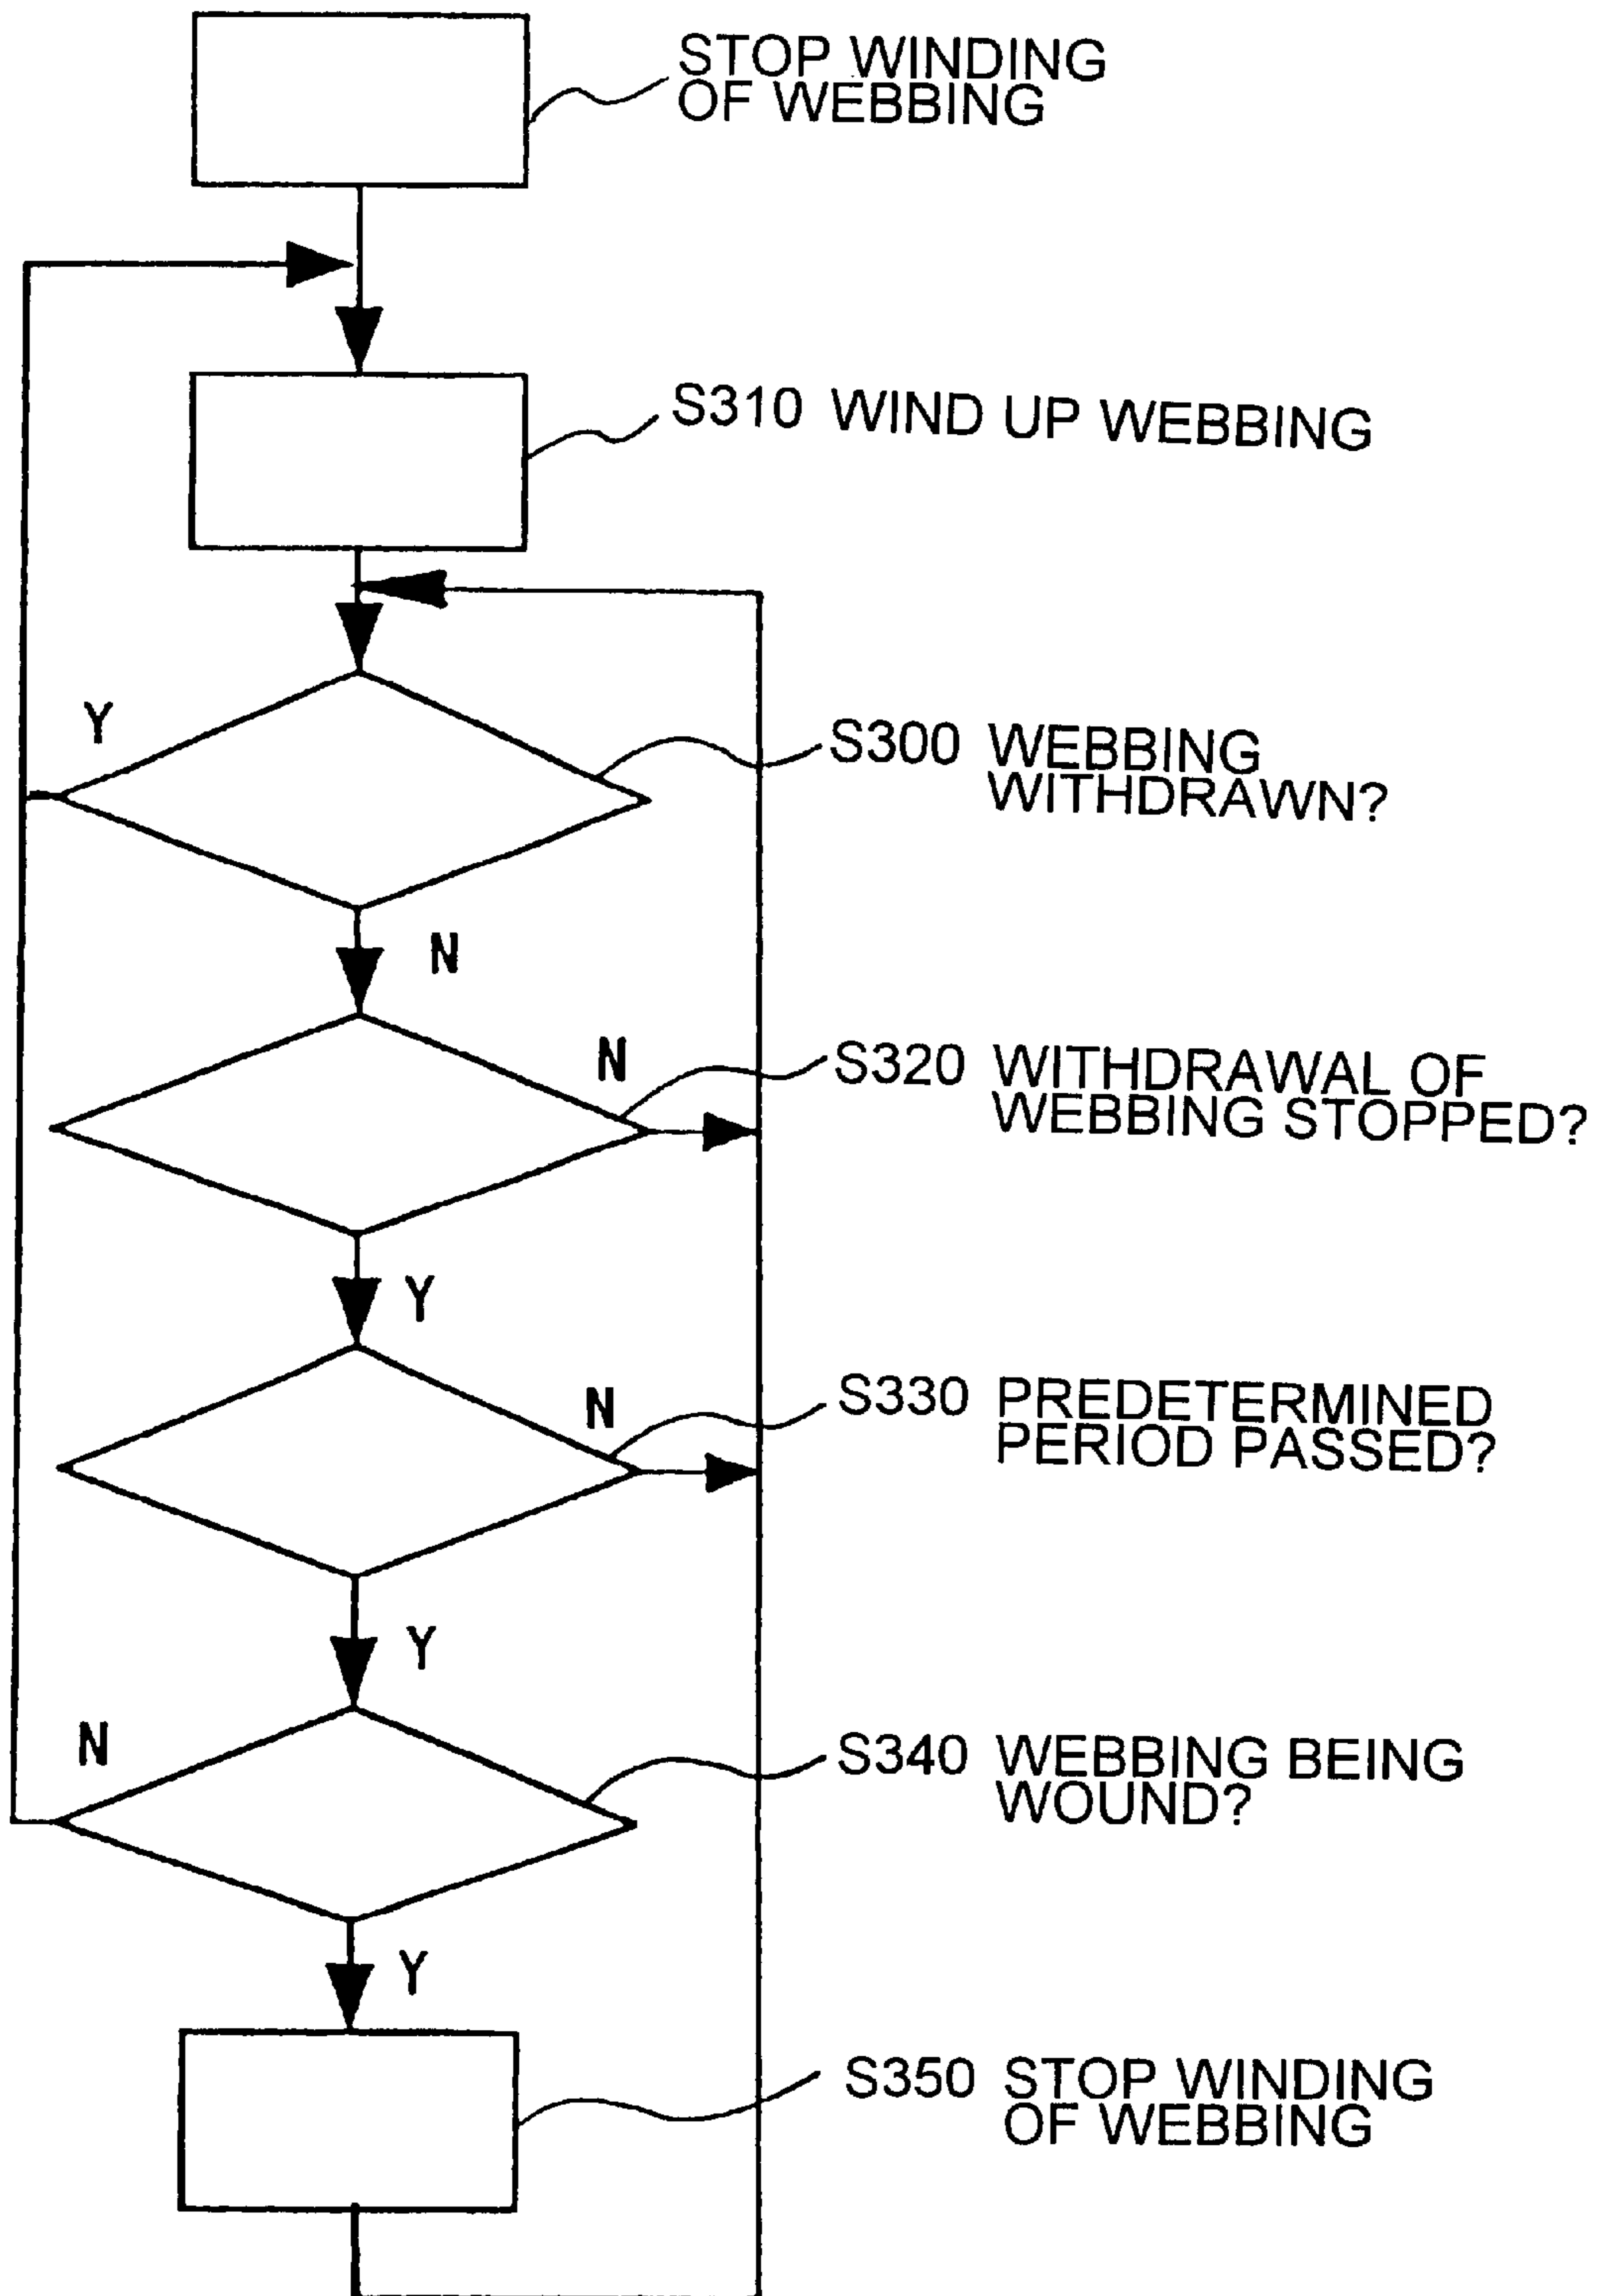 STOP WINDING
OF WEBBING
S310 WIND UP WEBBING
Y
S300 WEBBING
WITHDRAWN?
N
N
S320 WITHDRAWAL OF
WEBBING STOPPED?
Y
N
S330 PREDETERMINED
PERIOD PASSED?
Y
N
S340 WEBBING BEING
WOUND?
Y
S350 STOP WINDING
OF WEBBING